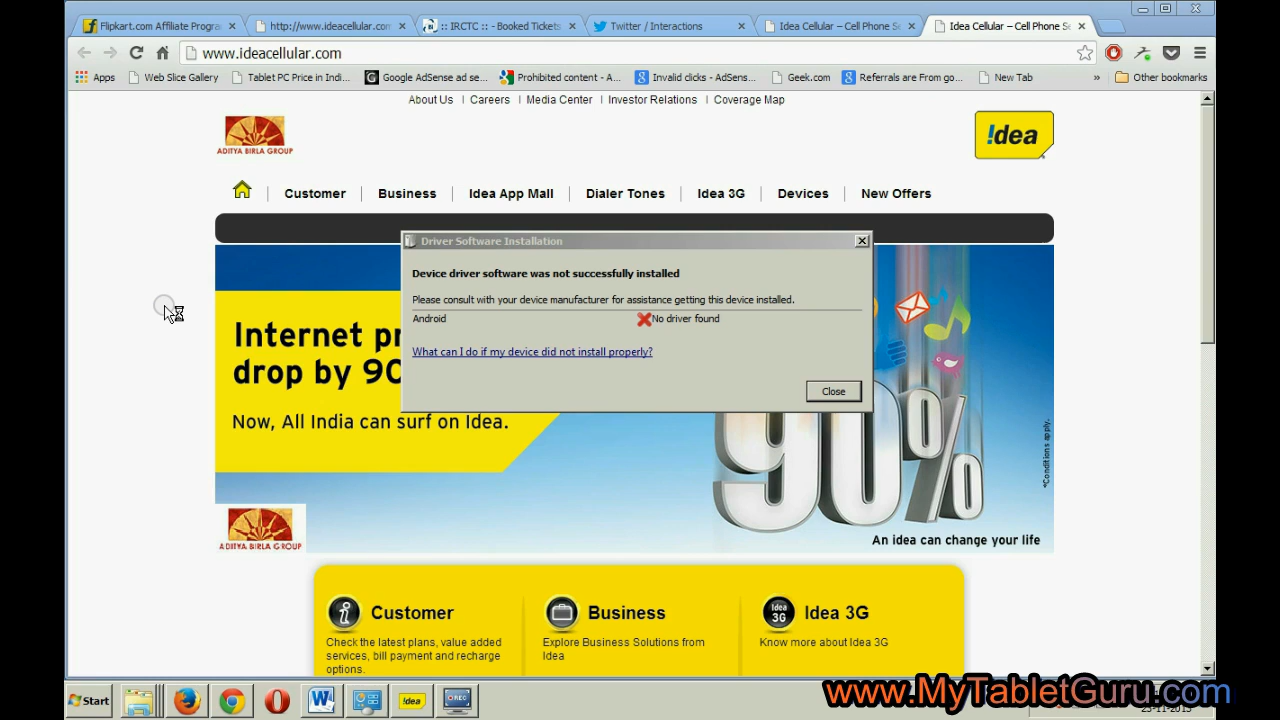 Flipkart.com Affiliate Progra
http://www.ideacellular.com
:: IRCTC :: - Booked Tickets
Twitter / Interactions
Idea Cellular – Cell Phone Se
Idea Cellular – Cell Phone Se
www.ideacellular.com
Apps
Web Slice Gallery
Tablet PC Price in Indi...
Google AdSense ad se...
Prohibited content - A...
Invalid clicks - AdSens...
Geek.com
Referrals are From go...
New Tab
»
Other bookmarks
About Us | Careers | Media Center | Investor Relations | Coverage Map
ADITYA BIRLA GROUP
!dea
Customer | Business | Idea App Mall | Dialer Tones | Idea 3G | Devices | New Offers
Driver Software Installation
Device driver software was not successfully installed
Please consult with your device manufacturer for assistance getting this device installed.
Android
No driver found
What can I do if my device did not install properly?
Close
Internet pr
drop by 90
Now, All India can surf on Idea.
90%
*Conditions apply.
ADITYA BIRLA GROUP
An idea can change your life
Customer
Check the latest plans, value added
services, bill payment and recharge
options.
Business
Explore Business Solutions from
Idea
Idea
3G
Idea 3G
Know more about Idea 3G
Start
!dea
REC
www.MyTabletGuru.com